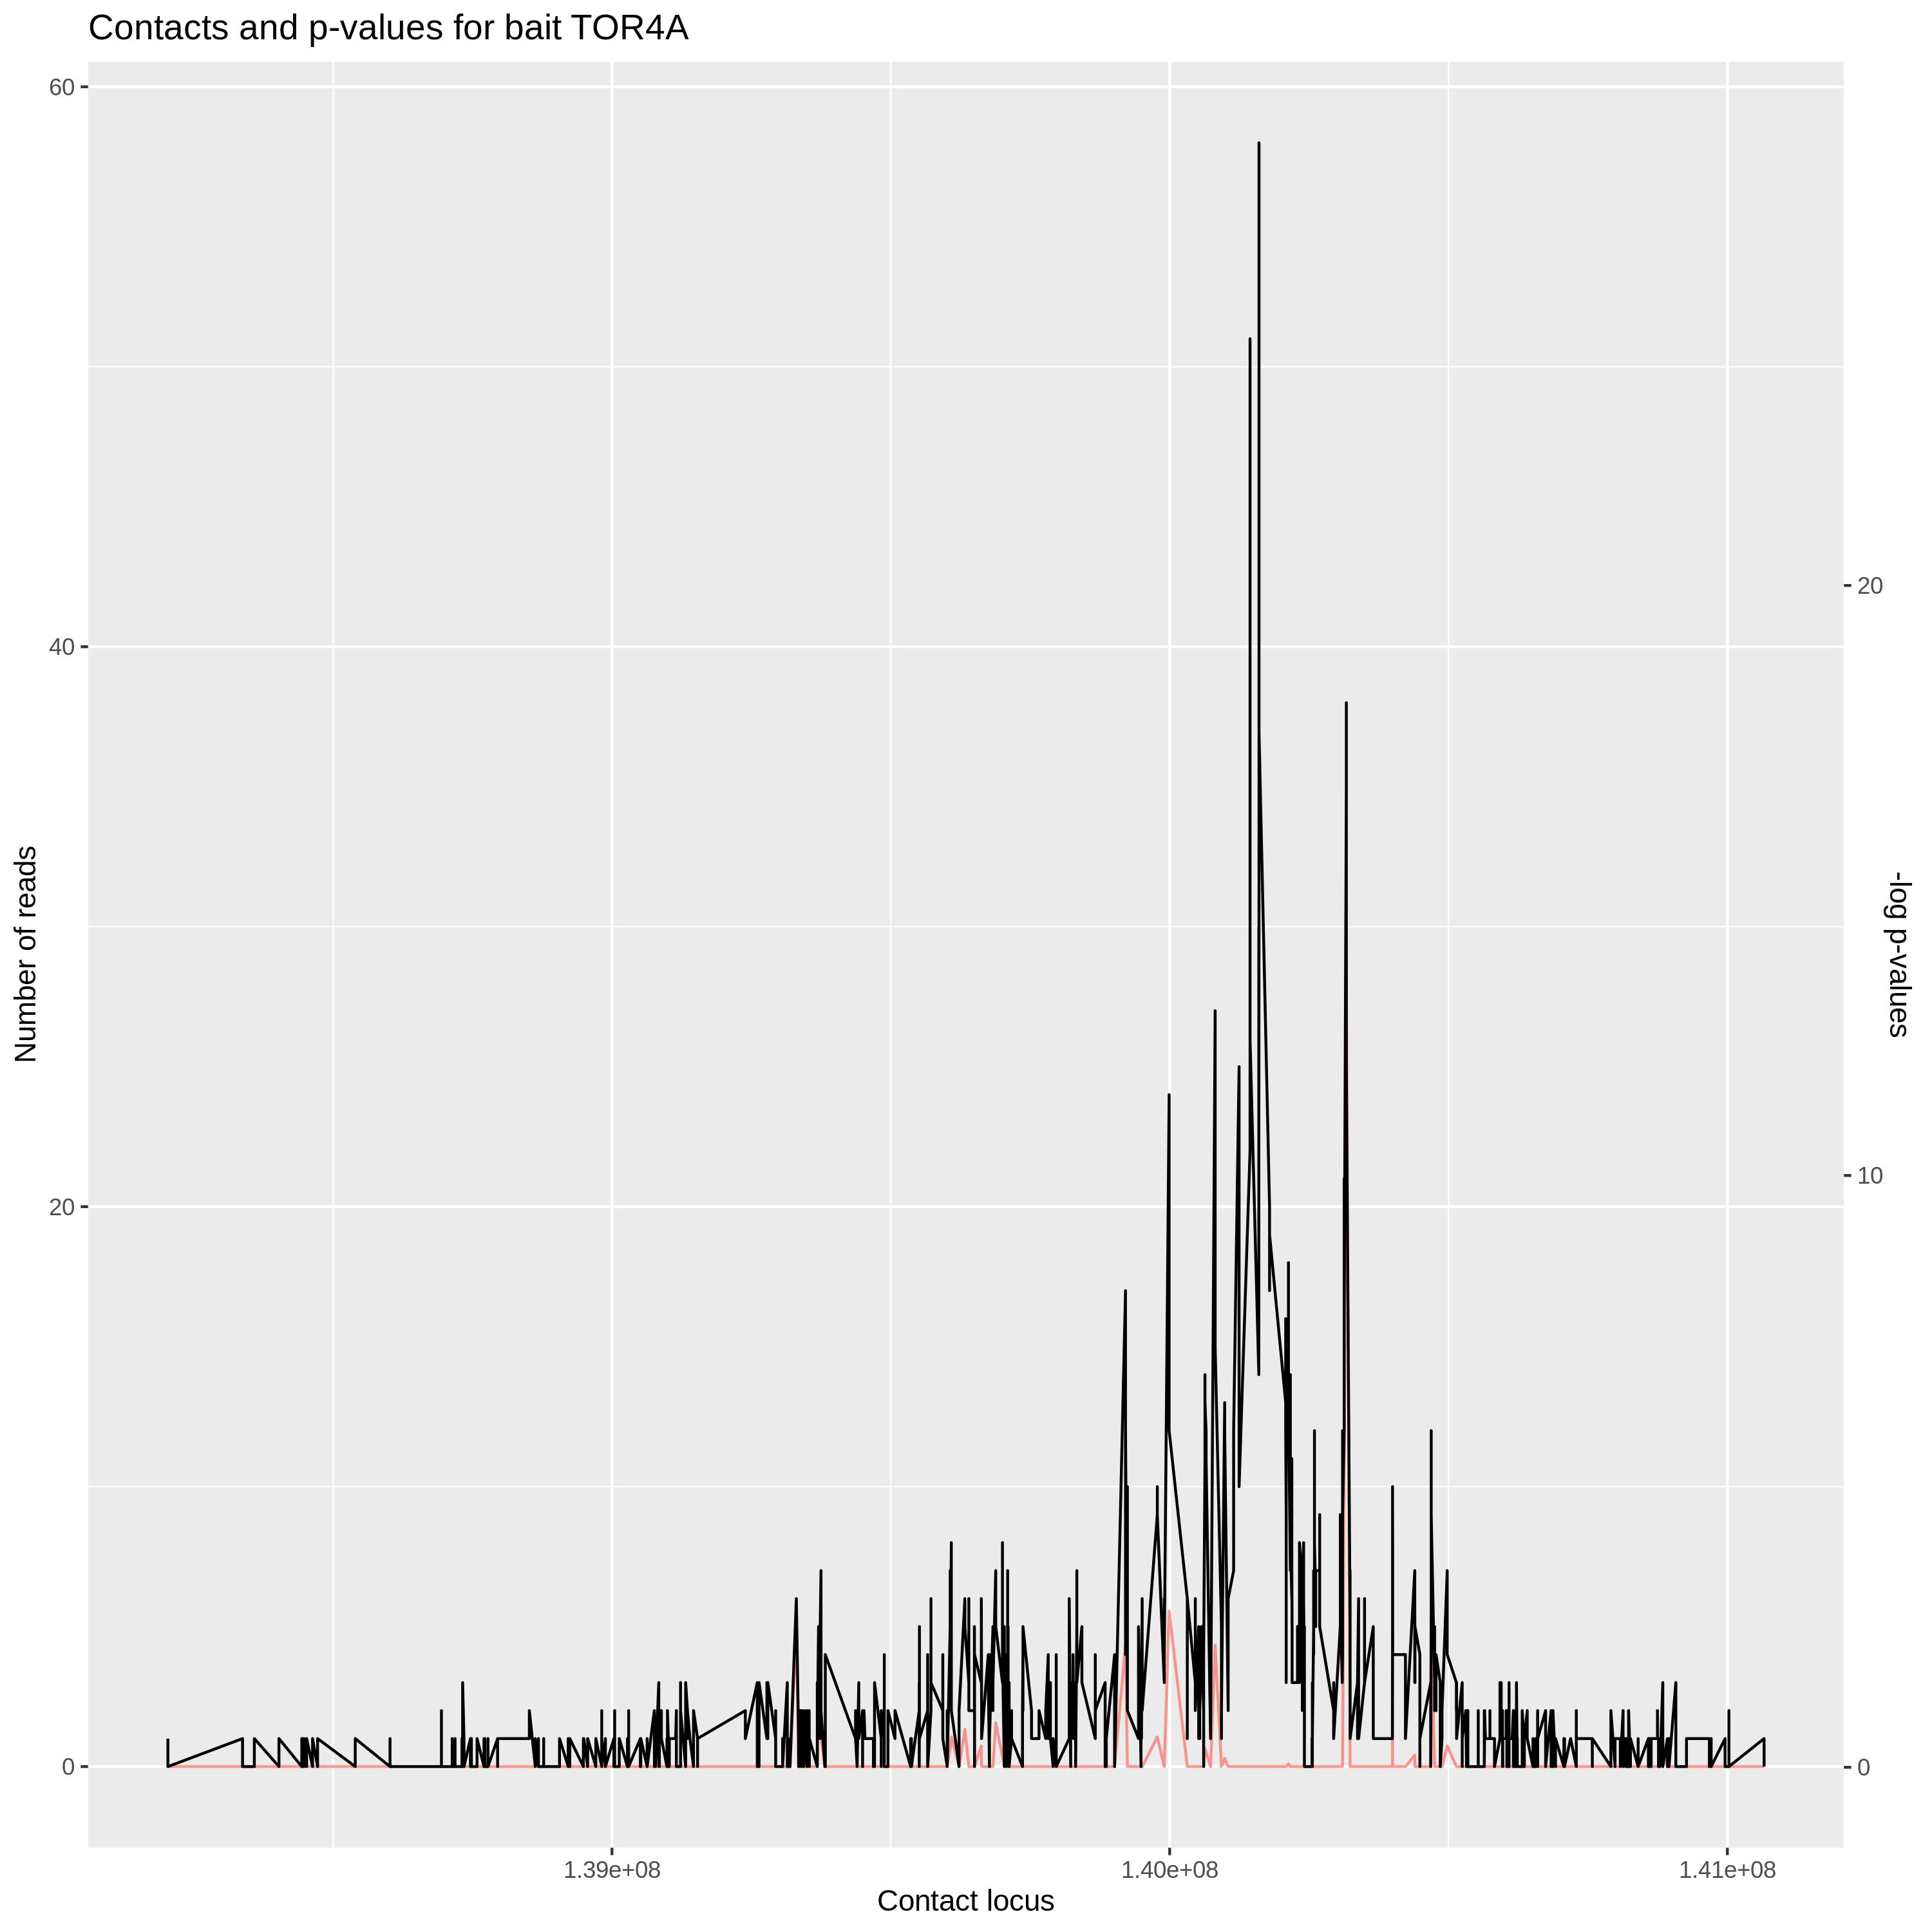 Contacts and p-values for bait TOR4A
60
40
20
0
Number of reads
20
10
0
-log p-values
1.39e+08
1.40e+08
1.41e+08
Contact locus